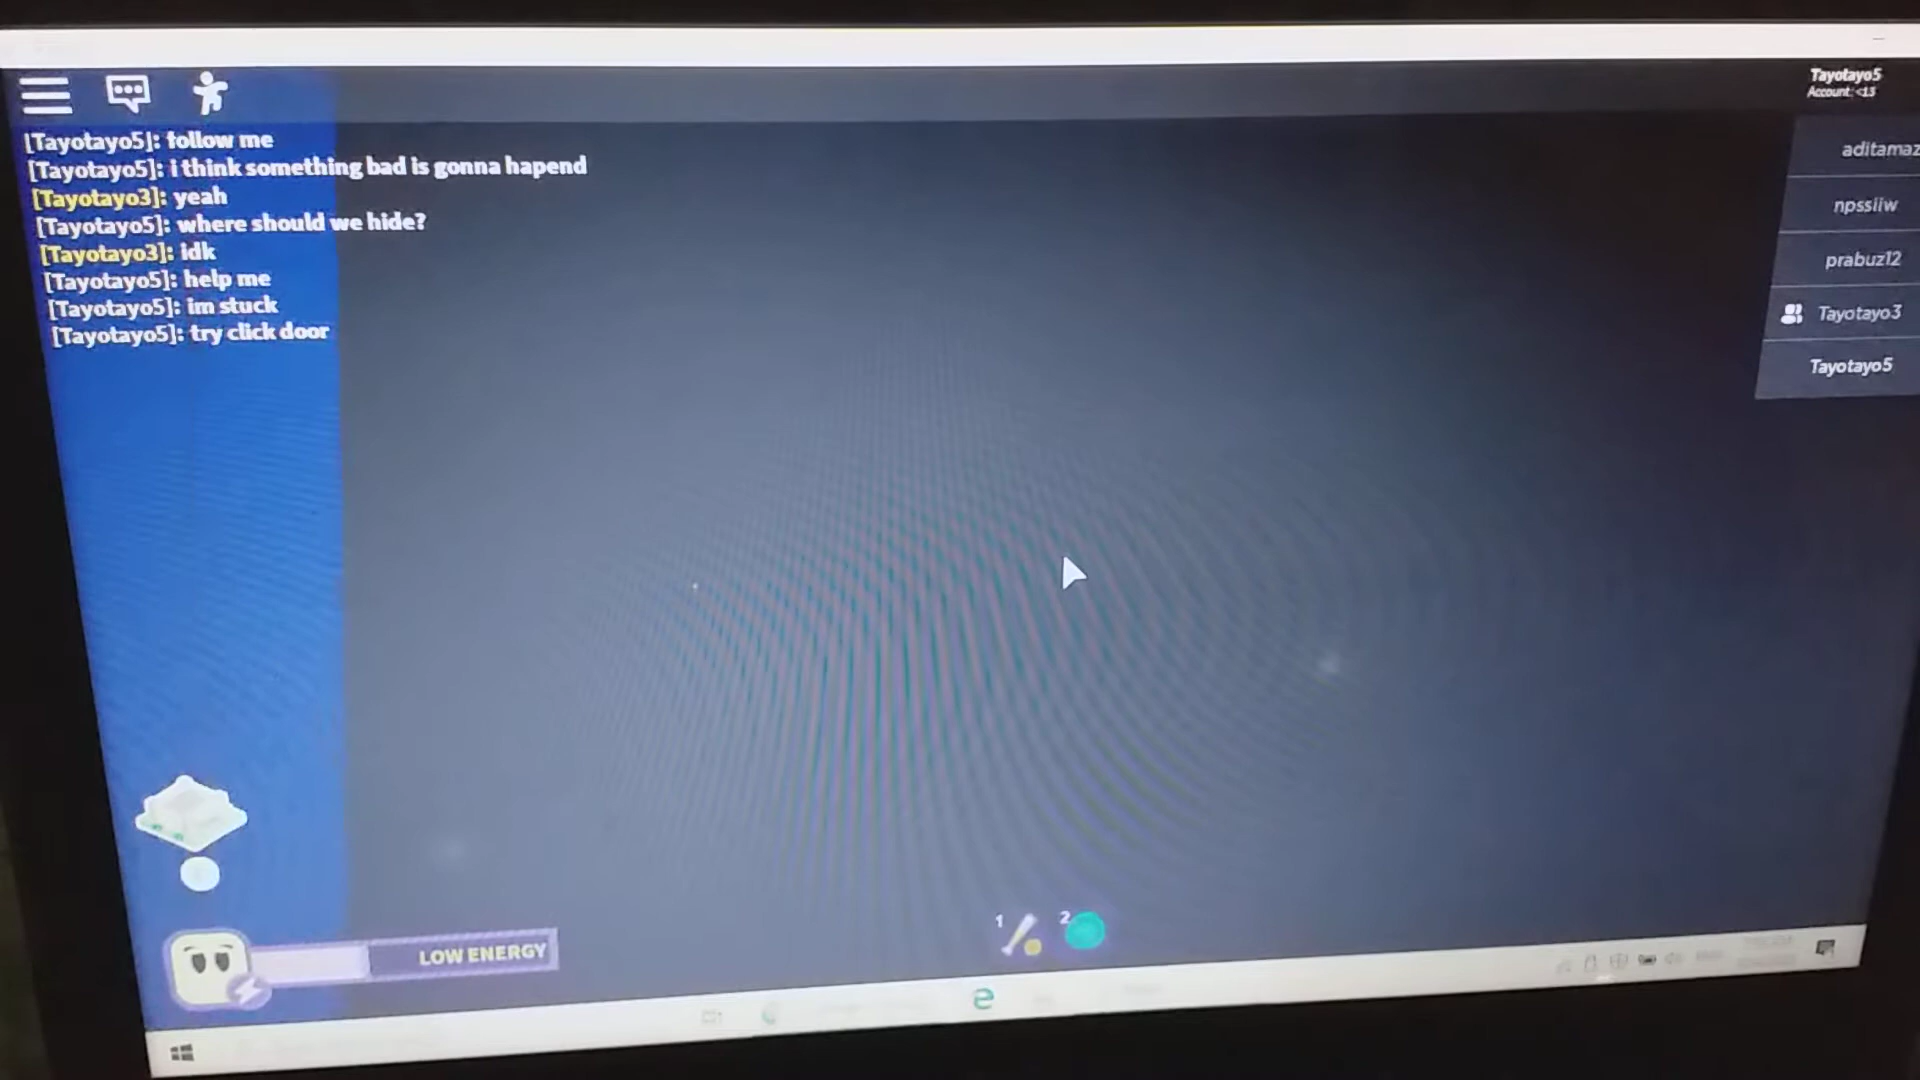 Tayotayo5
Account: <13
[Tayotayo5]: follow me
[Tayotayo5]: i think something bad is gonna hapend
[Tayotayo3]: yeah
[Tayotayo5]: where should we hide?
[Tayotayo3]: idk
[Tayotayo5]: help me
[Tayotayo5]: im stuck
[Tayotayo5]: try click door
aditamaz
npssiiw
prabuz12
Tayotayo3
Tayotayo5
1
2
LOW ENERGY